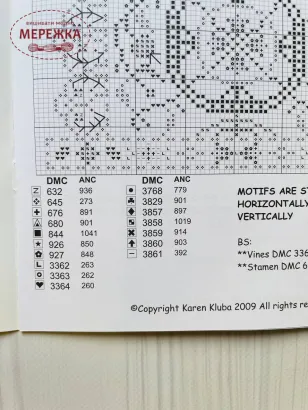 ВИШИВАТИ МОДНО
МЕРЕЖКА
DMC ANC
632 936
645 273
676 891
680 901
844 1041
926 850
927 848
3362 263
3363 262
3364 260
DMC ANC
3768 779
3829 901
3857 897
3858 1019
3859 914
3860 903
3861 392
MOTIFS ARE ST
HORIZONTALLY
VERTICALLY
BS:
**Vines DMC 336
**Stamen DMC 6
©Copyright Karen Kluba 2009 All rights re